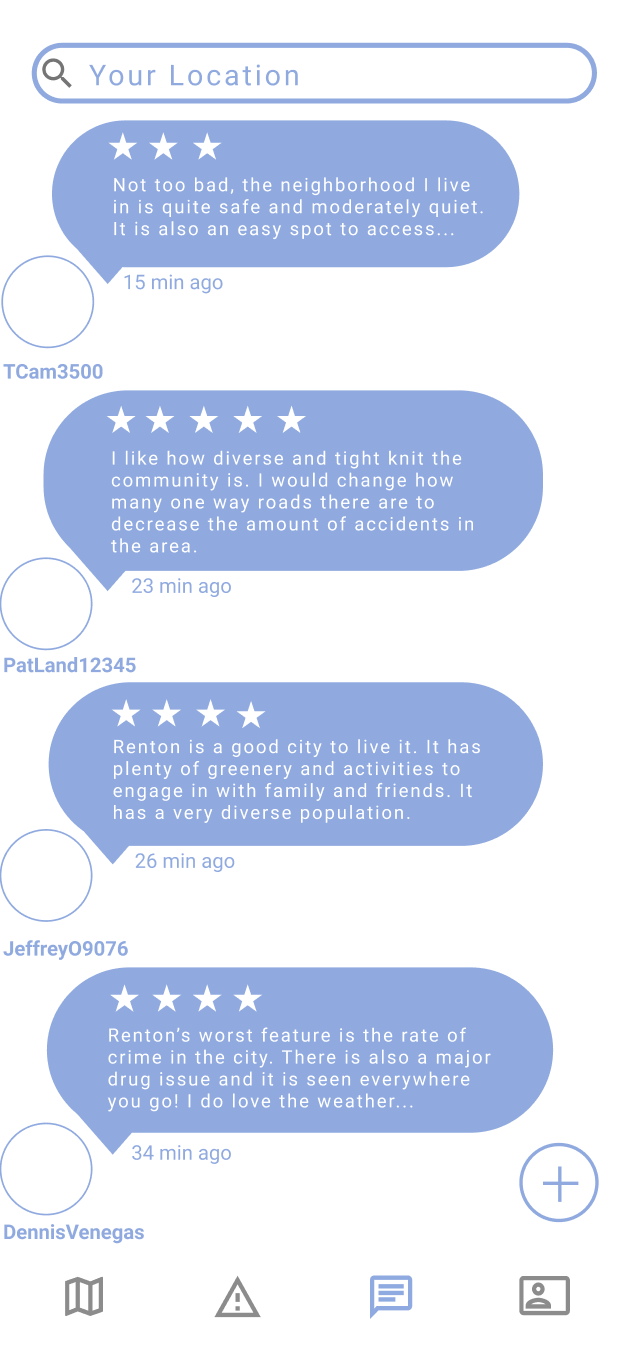 Your Location
Not too bad, the neighborhood I live
in is quite safe and moderately quiet.
It is also an easy spot to access...
15 min ago
TCam3500
I like how diverse and tight knit the
community is. I would change how
many one way roads there are to
decrease the amount of accidents in
the area.
23 min ago
PatLand12345
Renton is a good city to live it. It has
plenty of greenery and activities to
engage in with family and friends. It
has a very diverse population.
26 min ago
JeffreyO9076
Renton’s worst feature is the rate of
crime in the city. There is also a major
drug issue and it is seen everywhere
you go! I do love the weather...
34 min ago
DennisVenegas